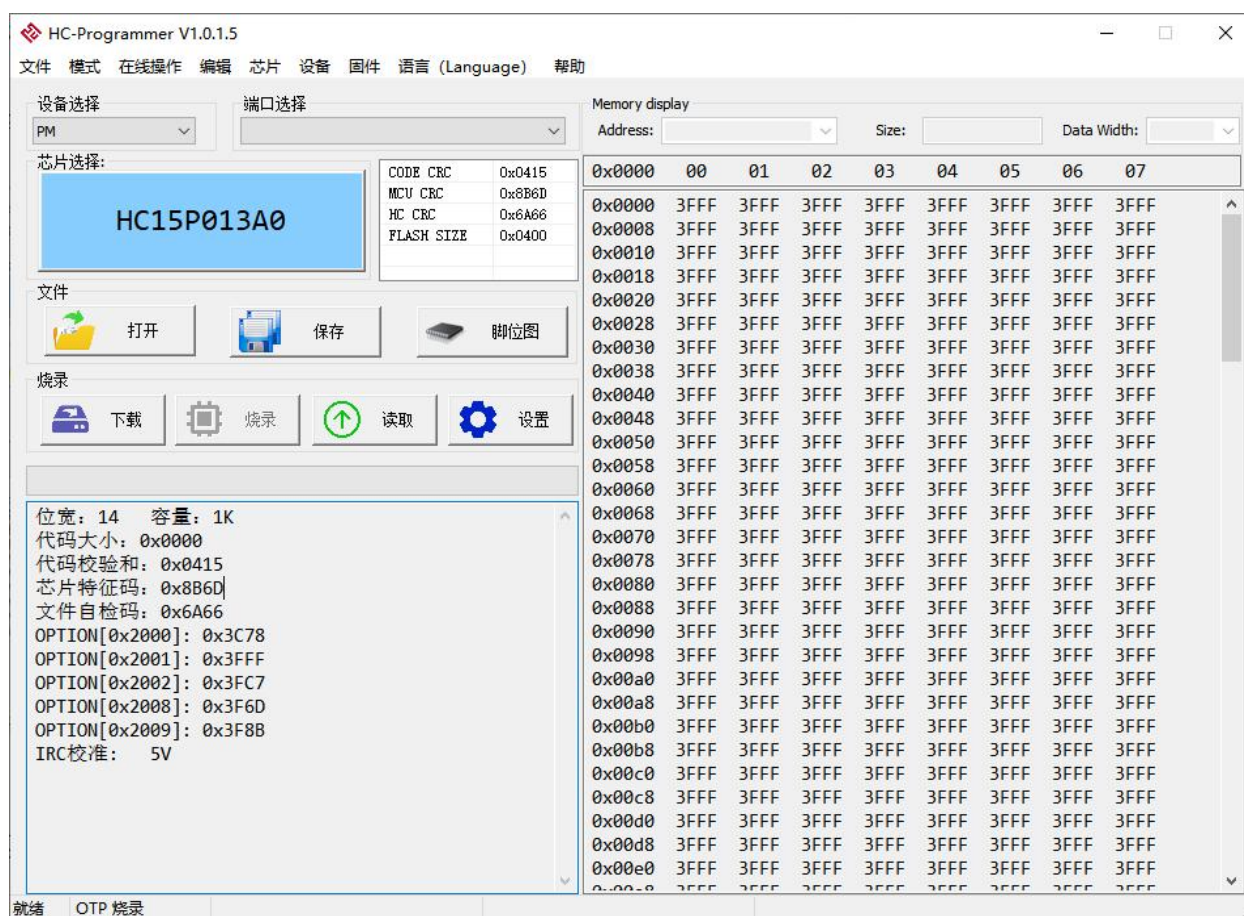 HC-Programmer V1.0.1.5
文件 模式 在线操作 编辑 芯片 设备 固件 语言 (Language) 帮助
设备选择
PM
端口选择
芯片选择:
HC15P013A0
CODE CRC 0x0415
MCU CRC 0x8B6D
HC CRC 0x6A66
FLASH SIZE 0x0400
文件
打开 保存 脚位图
烧录
下载 烧录 读取 设置
位宽: 14 容量: 1K
代码大小: 0x0000
代码校验和: 0x0415
芯片特征码: 0x8B6D
文件自检码: 0x6A66
OPTION[0x2000]: 0x3C78
OPTION[0x2001]: 0x3FFF
OPTION[0x2002]: 0x3FC7
OPTION[0x2008]: 0x3F6D
OPTION[0x2009]: 0x3F8B
IRC校准: 5V
Memory display
Address: Size: Data Width:
0x0000 00 01 02 03 04 05 06 07
0x0000 3FFF 3FFF 3FFF 3FFF 3FFF 3FFF 3FFF 3FFF
0x0008 3FFF 3FFF 3FFF 3FFF 3FFF 3FFF 3FFF 3FFF
0x0010 3FFF 3FFF 3FFF 3FFF 3FFF 3FFF 3FFF 3FFF
0x0018 3FFF 3FFF 3FFF 3FFF 3FFF 3FFF 3FFF 3FFF
0x0020 3FFF 3FFF 3FFF 3FFF 3FFF 3FFF 3FFF 3FFF
0x0028 3FFF 3FFF 3FFF 3FFF 3FFF 3FFF 3FFF 3FFF
0x0030 3FFF 3FFF 3FFF 3FFF 3FFF 3FFF 3FFF 3FFF
0x0038 3FFF 3FFF 3FFF 3FFF 3FFF 3FFF 3FFF 3FFF
0x0040 3FFF 3FFF 3FFF 3FFF 3FFF 3FFF 3FFF 3FFF
0x0048 3FFF 3FFF 3FFF 3FFF 3FFF 3FFF 3FFF 3FFF
0x0050 3FFF 3FFF 3FFF 3FFF 3FFF 3FFF 3FFF 3FFF
0x0058 3FFF 3FFF 3FFF 3FFF 3FFF 3FFF 3FFF 3FFF
0x0060 3FFF 3FFF 3FFF 3FFF 3FFF 3FFF 3FFF 3FFF
0x0068 3FFF 3FFF 3FFF 3FFF 3FFF 3FFF 3FFF 3FFF
0x0070 3FFF 3FFF 3FFF 3FFF 3FFF 3FFF 3FFF 3FFF
0x0078 3FFF 3FFF 3FFF 3FFF 3FFF 3FFF 3FFF 3FFF
0x0080 3FFF 3FFF 3FFF 3FFF 3FFF 3FFF 3FFF 3FFF
0x0088 3FFF 3FFF 3FFF 3FFF 3FFF 3FFF 3FFF 3FFF
0x0090 3FFF 3FFF 3FFF 3FFF 3FFF 3FFF 3FFF 3FFF
0x0098 3FFF 3FFF 3FFF 3FFF 3FFF 3FFF 3FFF 3FFF
0x00a0 3FFF 3FFF 3FFF 3FFF 3FFF 3FFF 3FFF 3FFF
0x00a8 3FFF 3FFF 3FFF 3FFF 3FFF 3FFF 3FFF 3FFF
0x00b0 3FFF 3FFF 3FFF 3FFF 3FFF 3FFF 3FFF 3FFF
0x00b8 3FFF 3FFF 3FFF 3FFF 3FFF 3FFF 3FFF 3FFF
0x00c0 3FFF 3FFF 3FFF 3FFF 3FFF 3FFF 3FFF 3FFF
0x00c8 3FFF 3FFF 3FFF 3FFF 3FFF 3FFF 3FFF 3FFF
0x00d0 3FFF 3FFF 3FFF 3FFF 3FFF 3FFF 3FFF 3FFF
0x00d8 3FFF 3FFF 3FFF 3FFF 3FFF 3FFF 3FFF 3FFF
0x00e0 3FFF 3FFF 3FFF 3FFF 3FFF 3FFF 3FFF 3FFF
就绪 OTP 烧录